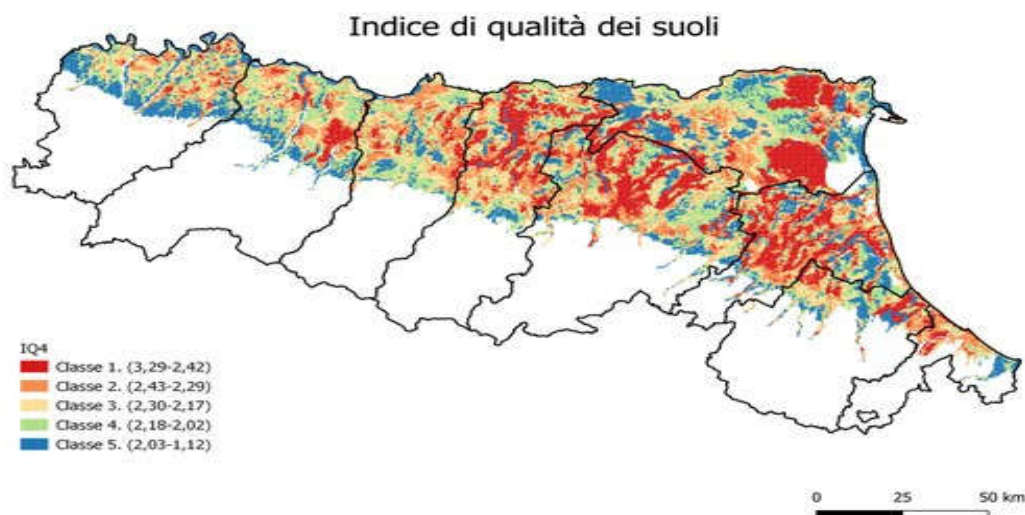 Indice di qualità dei suoli
IQ4
Classe 1. (3,29-2,42)
Classe 2. (2,43-2,29)
Classe 3. (2,30-2,17)
Classe 4. (2,18-2,02)
Classe 5. (2,03-1,12)
0 25 50 km